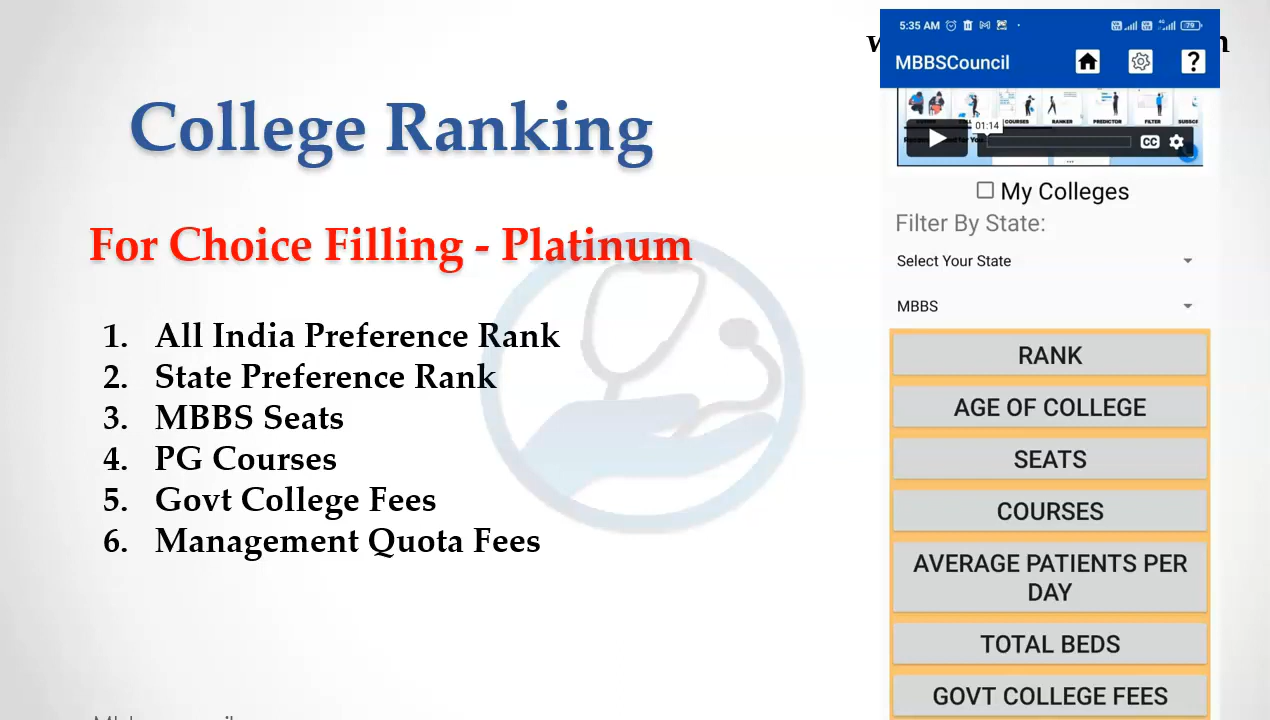 College Ranking
For Choice Filling - Platinum
1. All India Preference Rank
2. State Preference Rank
3. MBBS Seats
4. PG Courses
5. Govt College Fees
6. Management Quota Fees
5:35 AM
79
MBBSCouncil
?
COURSES RANKER PREDICTOR FILTER
01:14
CC
My Colleges
Filter By State:
Select Your State
MBBS
RANK
AGE OF COLLEGE
SEATS
COURSES
AVERAGE PATIENTS PER
DAY
TOTAL BEDS
GOVT COLLEGE FEES